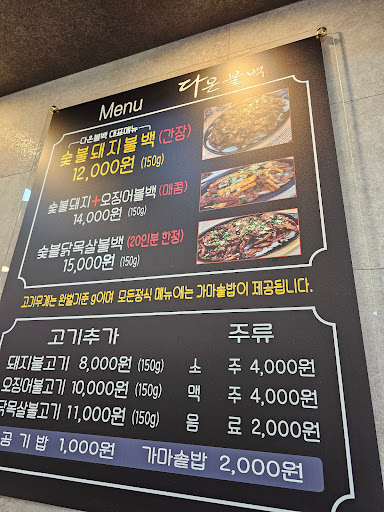 Menu 다온불백
다온불백 대표메뉴
숯불돼지불백 (간장)
12,000원 (150g)
숯불돼지+오징어불백 (매콤)
14,000원 (150g)
숯불닭목살불백 (20인분 한정)
15,000원 (150g)
고기무게는 완벌기준 g이며 모든정식 메뉴에는 가마솥밥이 제공됩니다.
고기추가 주류
돼지불고기 8,000원 (150g) 소 주 4,000원
오징어불고기 10,000원 (150g) 맥 주 4,000원
닭목살불고기 11,000원 (150g) 음 료 2,000원
공기밥 1,000원 가마솥밥 2,000원